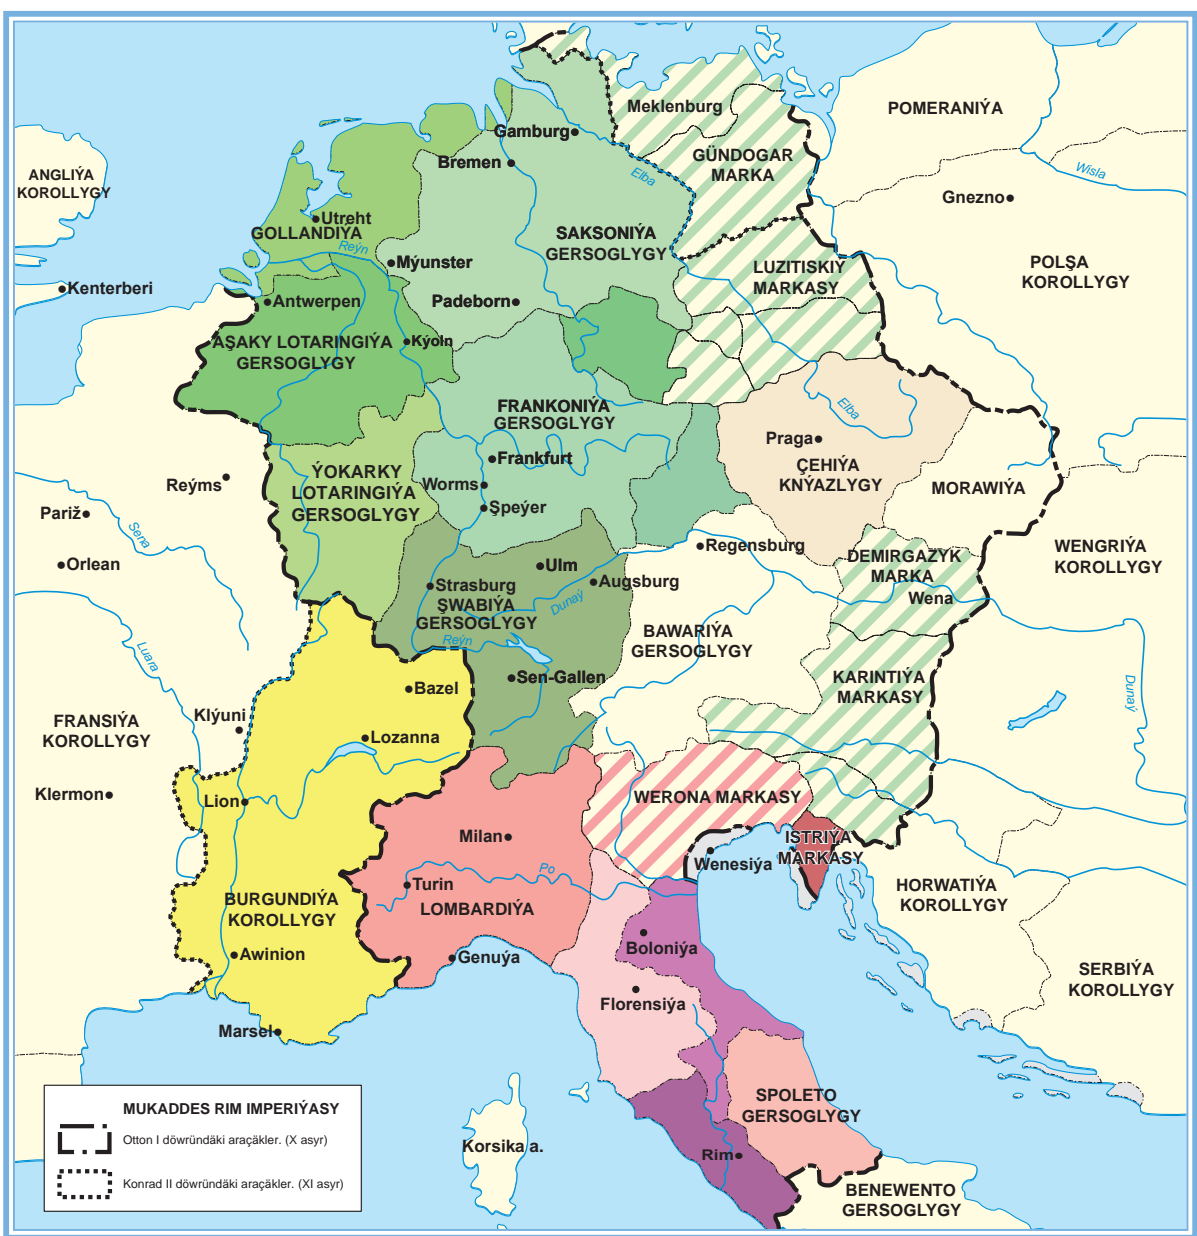 Meklenburg
POMERANIÝA
Gamburg
Bremen
GÜNDOGAR
MARKA
Wisla
ANGLIÝA
KOROLLYGY
Elba
Gnezno
Utreht
GOLLANDIÝA
Reýn
SAKSONIÝA
GERSOGLYGY
Mýunster
LUZITISKIY
MARKASY
POLŞA
KOROLLYGY
Kenterberi
Antwerpen
Padeborn
AŞAKY LOTARINGIÝA
GERSOGLYGY
Kýoln
FRANKONIÝA
GERSOGLYGY
Elba
Praga
Frankfurt
ÇEHIÝA
KNÝAZLYGY
ÝOKARKY
LOTARINGIÝA
GERSOGLYGY
Reýms
Worms
MORAWIÝA
Şpeýer
Pariž
Sena
Regensburg
WENGRIÝA
KOROLLYGY
Orlean
Ulm
DEMIRGAZYK
MARKA
Strasburg
Augsburg
Dunaý
Wena
ŞWABIÝA
GERSOGLYGY
Reýn
BAWARIÝA
GERSOGLYGY
Luara
Sen-Gallen
KARINTIÝA
MARKASY
Dunaý
Bazel
FRANSIÝA
KOROLLYGY
Klýuni
Lozanna
Klermon
Lion
WERONA MARKASY
Milan
ISTRIÝA
MARKASY
Wenesiýa
Po
Turin
LOMBARDIÝA
HORWATIÝA
KOROLLYGY
BURGUNDIÝA
KOROLLYGY
Boloniýa
Awinion
Genuýa
SERBIÝA
KOROLLYGY
Florensiýa
Marsel
SPOLETO
GERSOGLYGY
Korsika a.
Rim
BENEWENTO
GERSOGLYGY
MUKADDES RIM IMPERIÝASY
Otton I döwründäki araçäkler. (X asyr)
Konrad II döwründäki araçäkler. (XI asyr)